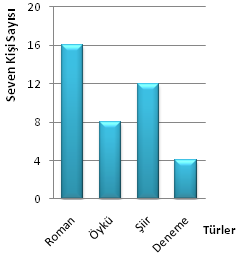 Seven Kişi Sayısı
20
16
12
8
4
0
Roman
Öykü
Şiir
Deneme
Türler